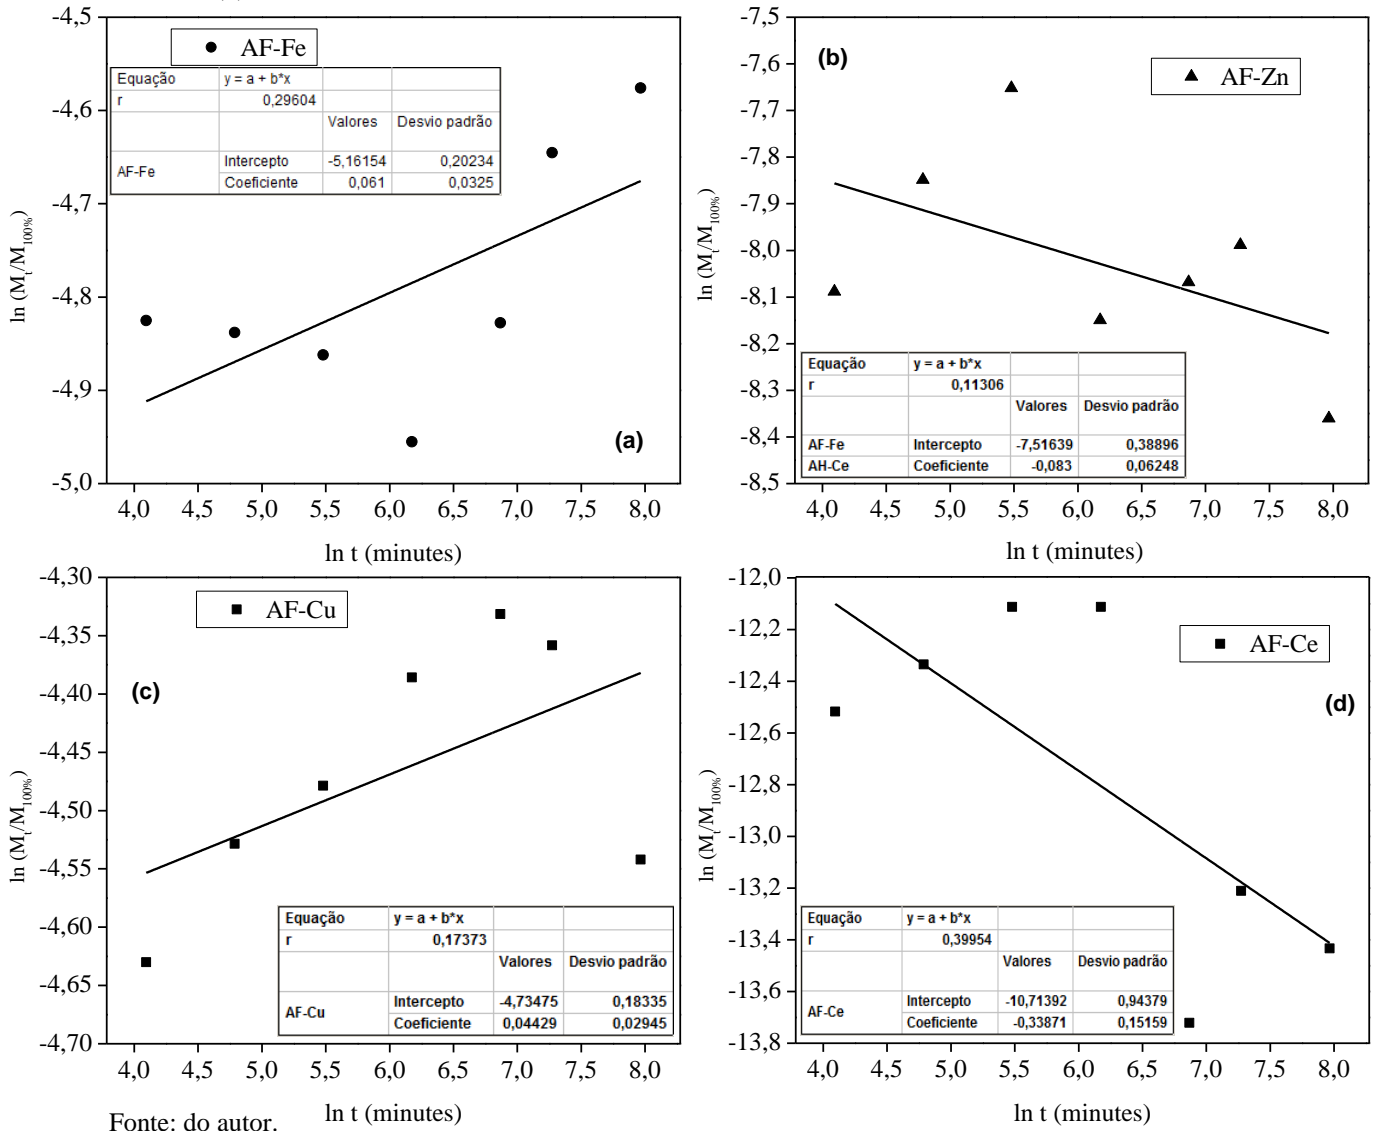 -4,5
-4,6
-4,7
-4,8
-4,9
-5,0
ln (Mt/M100%)
AF-Fe
Equação y = a + b*x
r 0,29604
Valores Desvio padrão
AF-Fe Intercepto -5,16154 0,20234
Coeficiente 0,061 0,0325
(a)
4,0 4,5 5,0 5,5 6,0 6,5 7,0 7,5 8,0
ln t (minutes)
-7,5
-7,6
-7,7
-7,8
-7,9
-8,0
-8,1
-8,2
-8,3
-8,4
-8,5
ln (Mt/M100%)
(b)
AF-Zn
Equação y = a + b*x
r 0,11306
Valores Desvio padrão
AF-Fe Intercepto -7,51639 0,38896
AH-Ce Coeficiente -0,083 0,06248
4,0 4,5 5,0 5,5 6,0 6,5 7,0 7,5 8,0
ln t (minutes)
-4,30
-4,35
-4,40
-4,45
-4,50
-4,55
-4,60
-4,65
-4,70
ln (Mt/M100%)
AF-Cu
(c)
Equação y = a + b*x
r 0,17373
Valores Desvio padrão
AF-Cu Intercepto -4,73475 0,18335
Coeficiente 0,04429 0,02945
4,0 4,5 5,0 5,5 6,0 6,5 7,0 7,5 8,0
ln t (minutes)
-12,0
-12,2
-12,4
-12,6
-12,8
-13,0
-13,2
-13,4
-13,6
-13,8
ln (Mt/M100%)
AF-Ce
(d)
Equação y = a + b*x
r 0,39954
Valores Desvio padrão
AF-Ce Intercepto -10,71392 0,94379
Coeficiente -0,33871 0,15159
4,0 4,5 5,0 5,5 6,0 6,5 7,0 7,5 8,0
ln t (minutes)
Fonte: do autor.